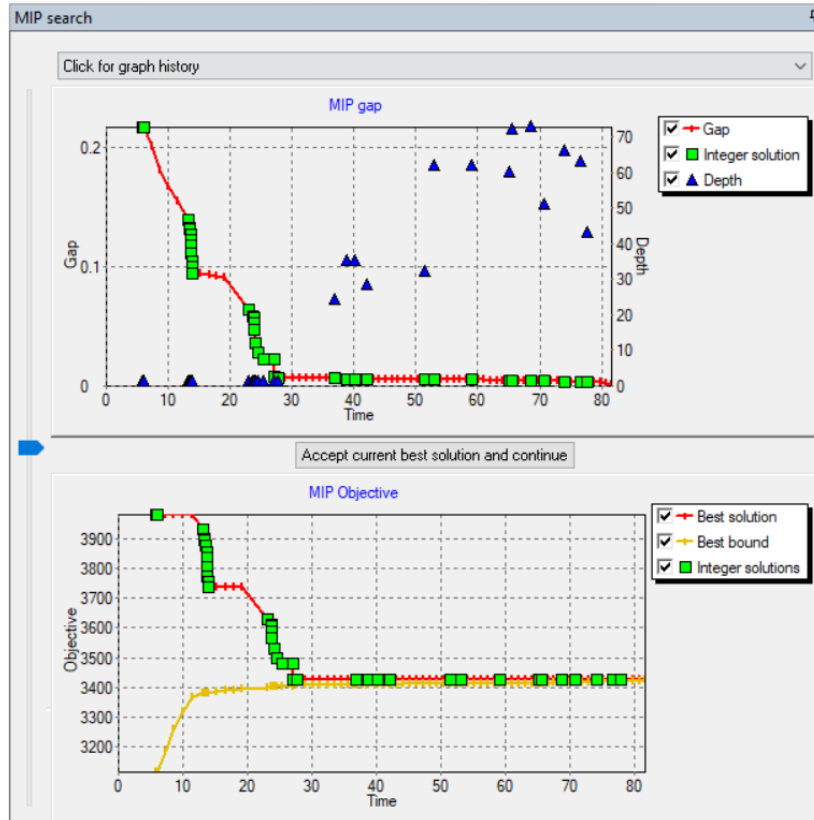 MIP search
Click for graph history
MIP gap
0.2
0.1
0
Gap
70
60
50
40
30
20
10
0
Depth
0 10 20 30 40 50 60 70 80
Time
Gap
Integer solution
Depth
Accept current best solution and continue
MIP Objective
3900
3800
3700
3600
3500
3400
3300
3200
Objective
0 10 20 30 40 50 60 70 80
Time
Best solution
Best bound
Integer solutions